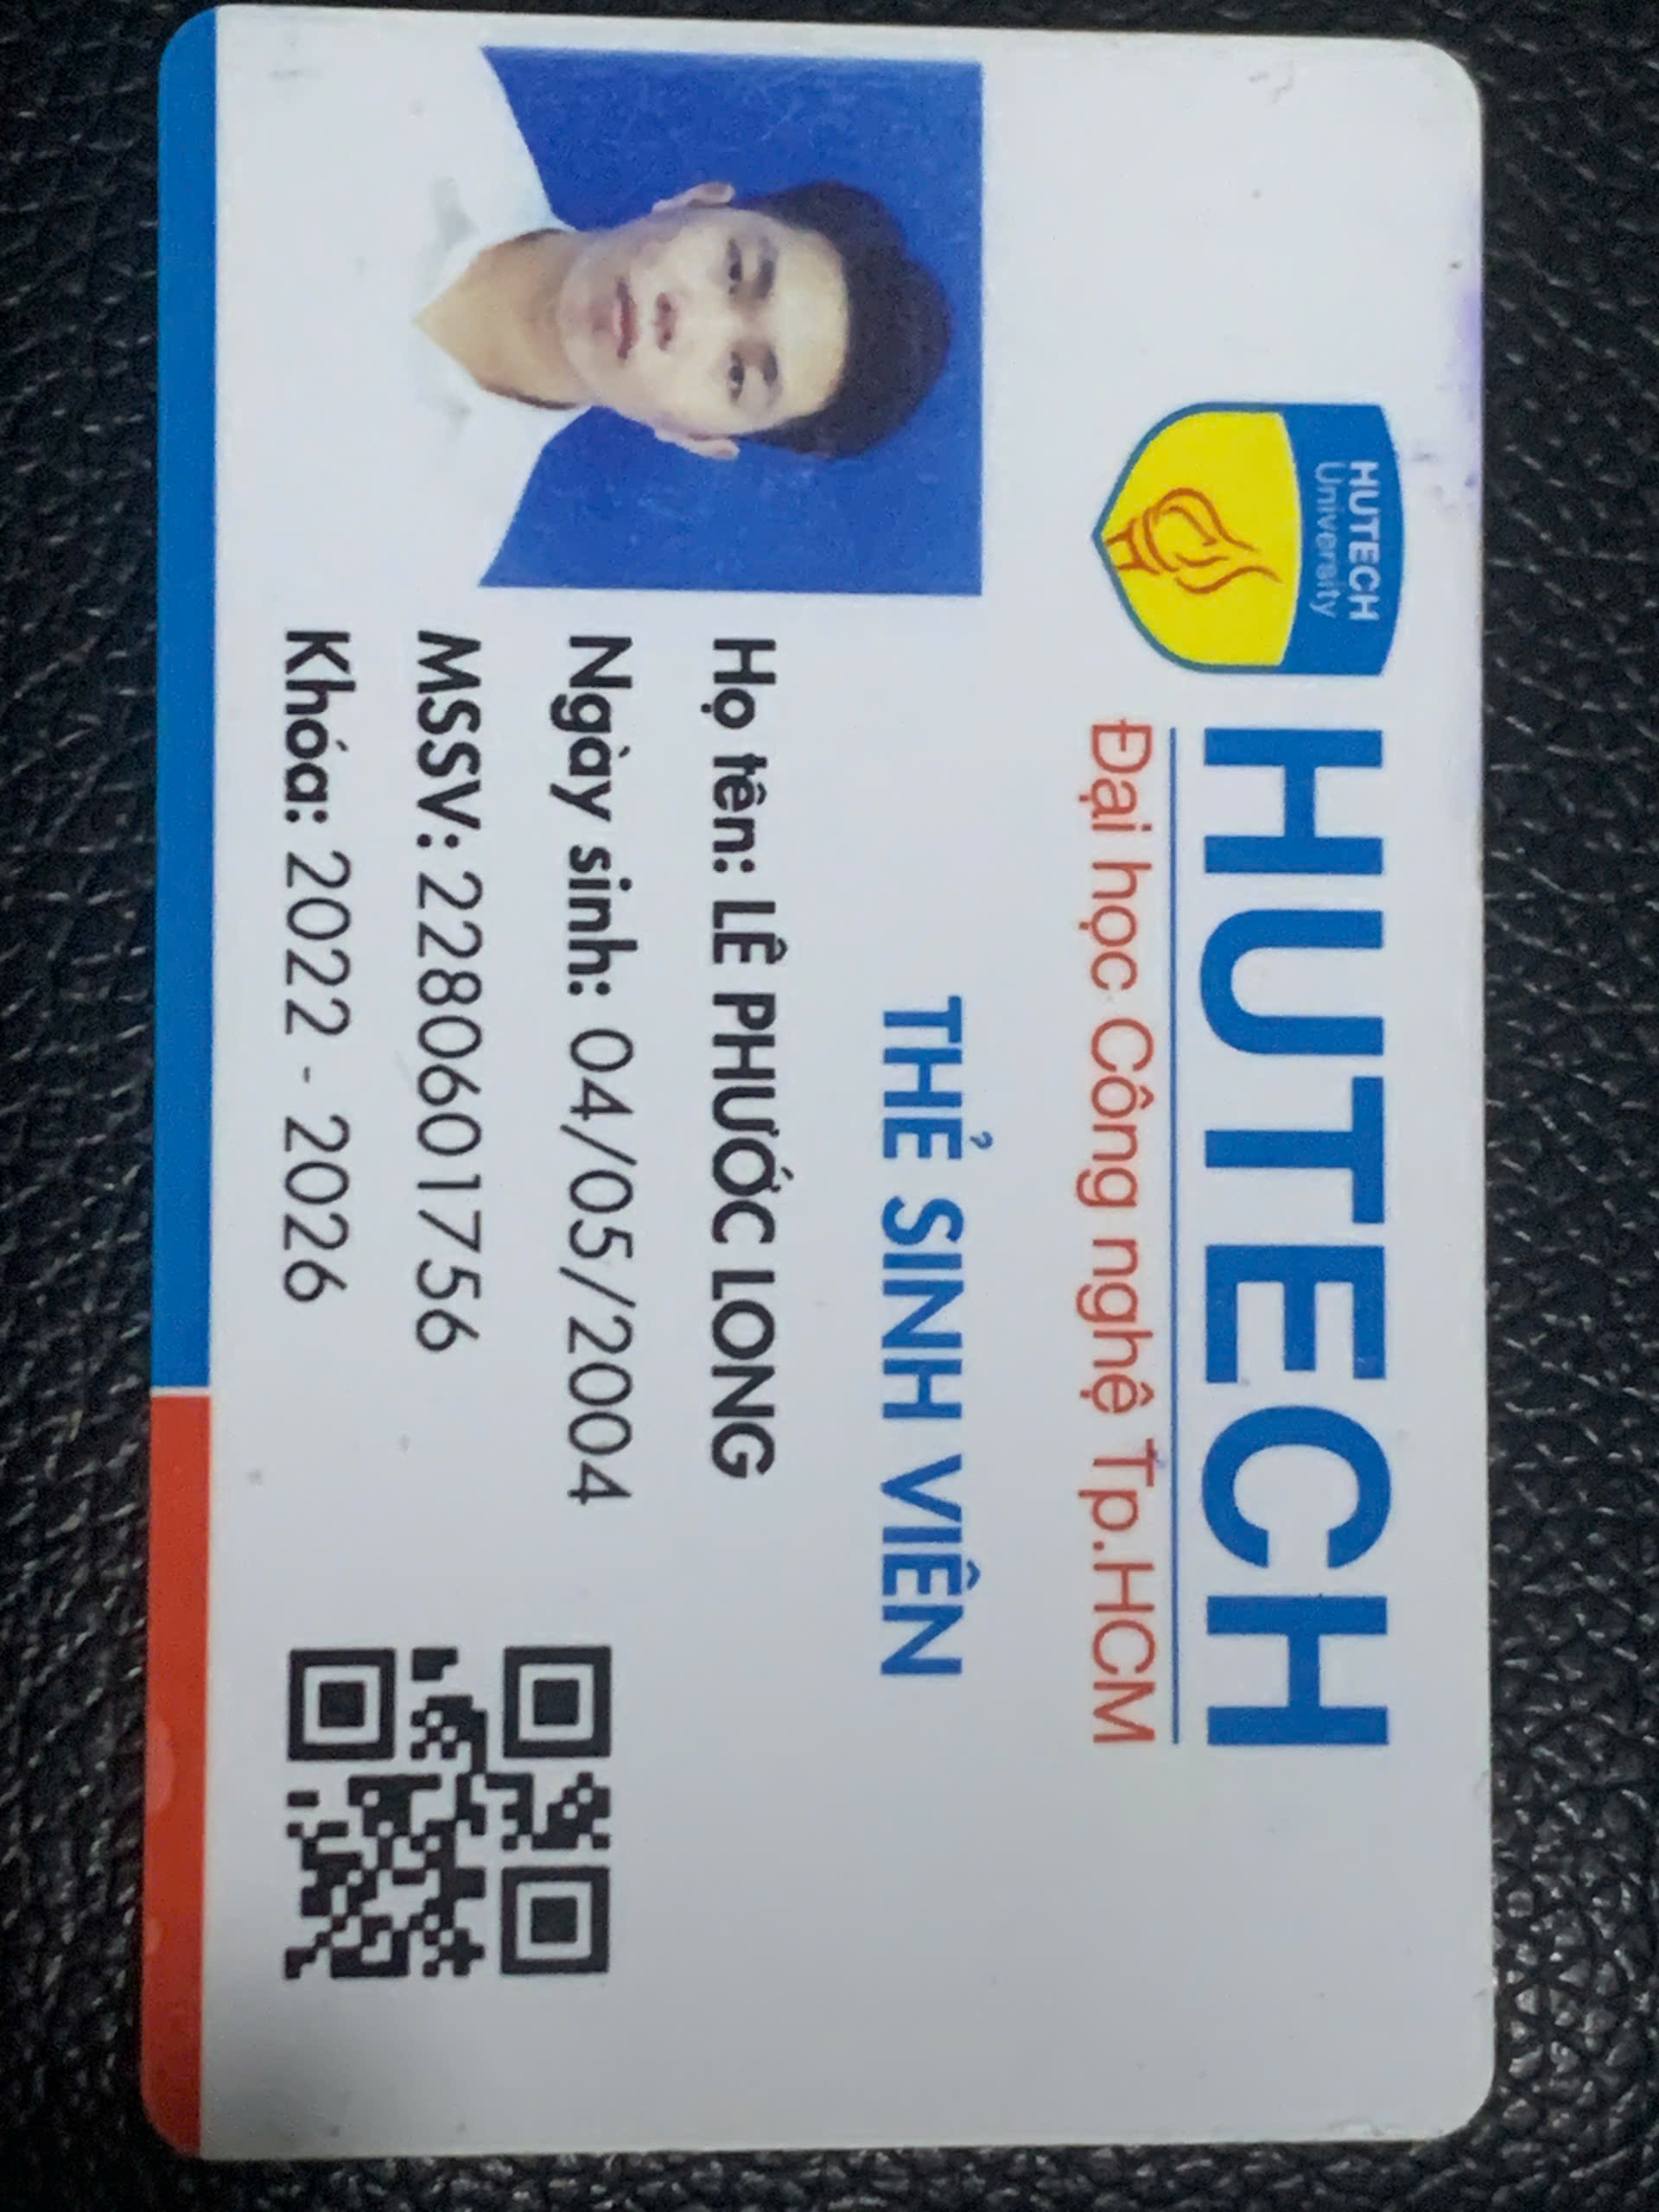 HUTECH
University
HUTECH
Đại học Công nghệ Tp.HCM
THẺ SINH VIÊN
Họ tên: LÊ PHƯỚC LONG
Ngày sinh: 04/05/2004
MSSV: 2280601756
Khóa: 2022 - 2026